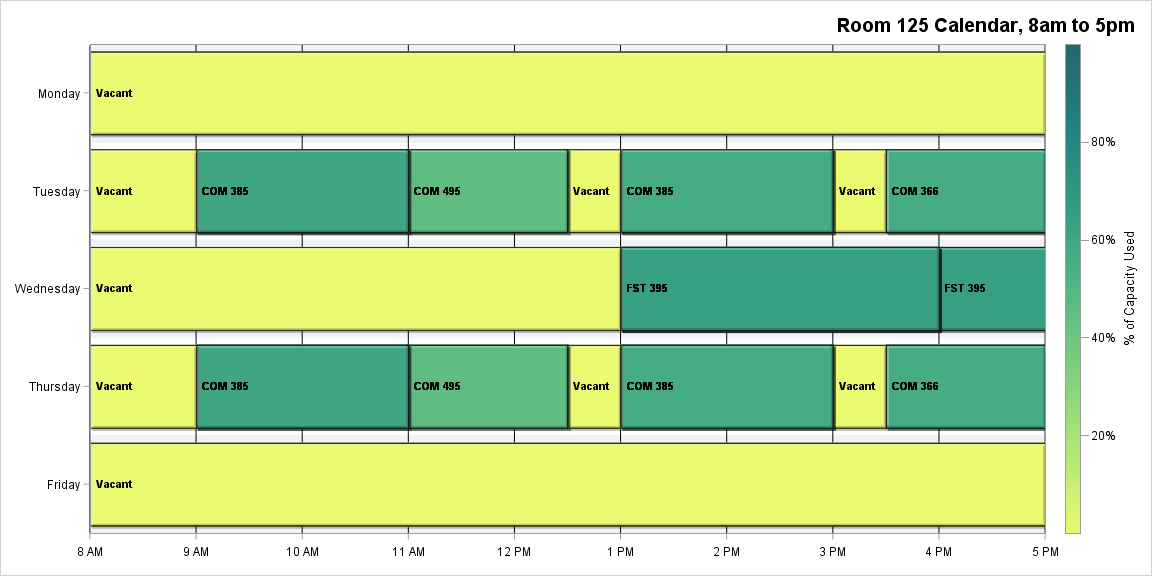 Room 125 Calendar, 8am to 5pm
Monday
Vacant
Tuesday
Vacant
COM 385
COM 495
Vacant
COM 385
Vacant
COM 366
Wednesday
Vacant
FST 395
FST 395
Thursday
Vacant
COM 385
COM 495
Vacant
COM 385
Vacant
COM 366
Friday
Vacant
8 AM
9 AM
10 AM
11 AM
12 PM
1 PM
2 PM
3 PM
4 PM
5 PM
80%
60%
40%
20%
% of Capacity Used